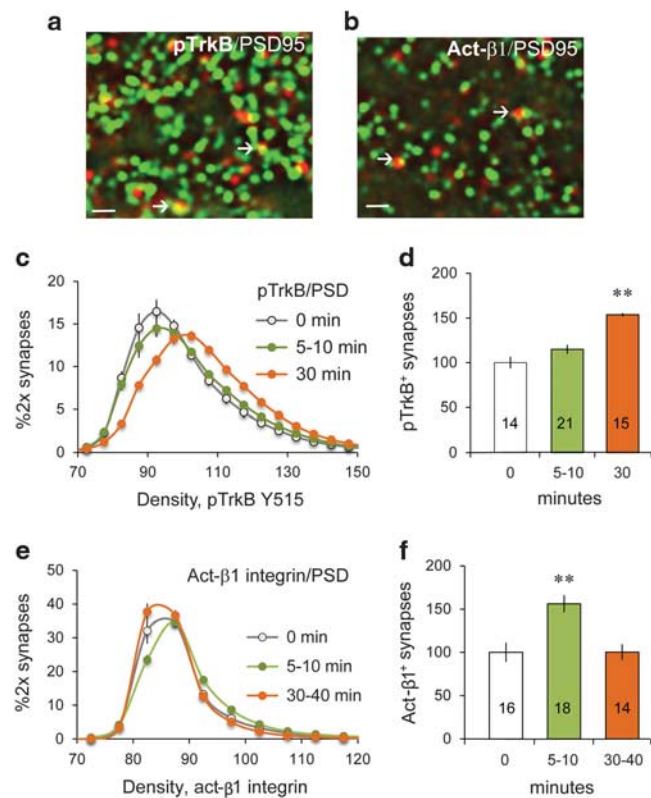 a
pTrkB/PSD95
b
Act-β1/PSD95
c
%2x synapses
20
15
10
5
0
pTrkB/PSD
0 min
5-10 min
30 min
70 90 110 130 150
Density, pTrkB Y515
d
pTrkB⁺ synapses
200
150
100
50
0
**
14 21 15
0 5-10 30
minutes
e
%2x synapses
50
40
30
20
10
0
Act-β1 integrin/PSD
0 min
5-10 min
30-40 min
70 80 90 100 110 120
Density, act-β1 integrin
f
Act-β1⁺ synapses
200
150
100
50
0
**
16 18 14
0 5-10 30-40
minutes